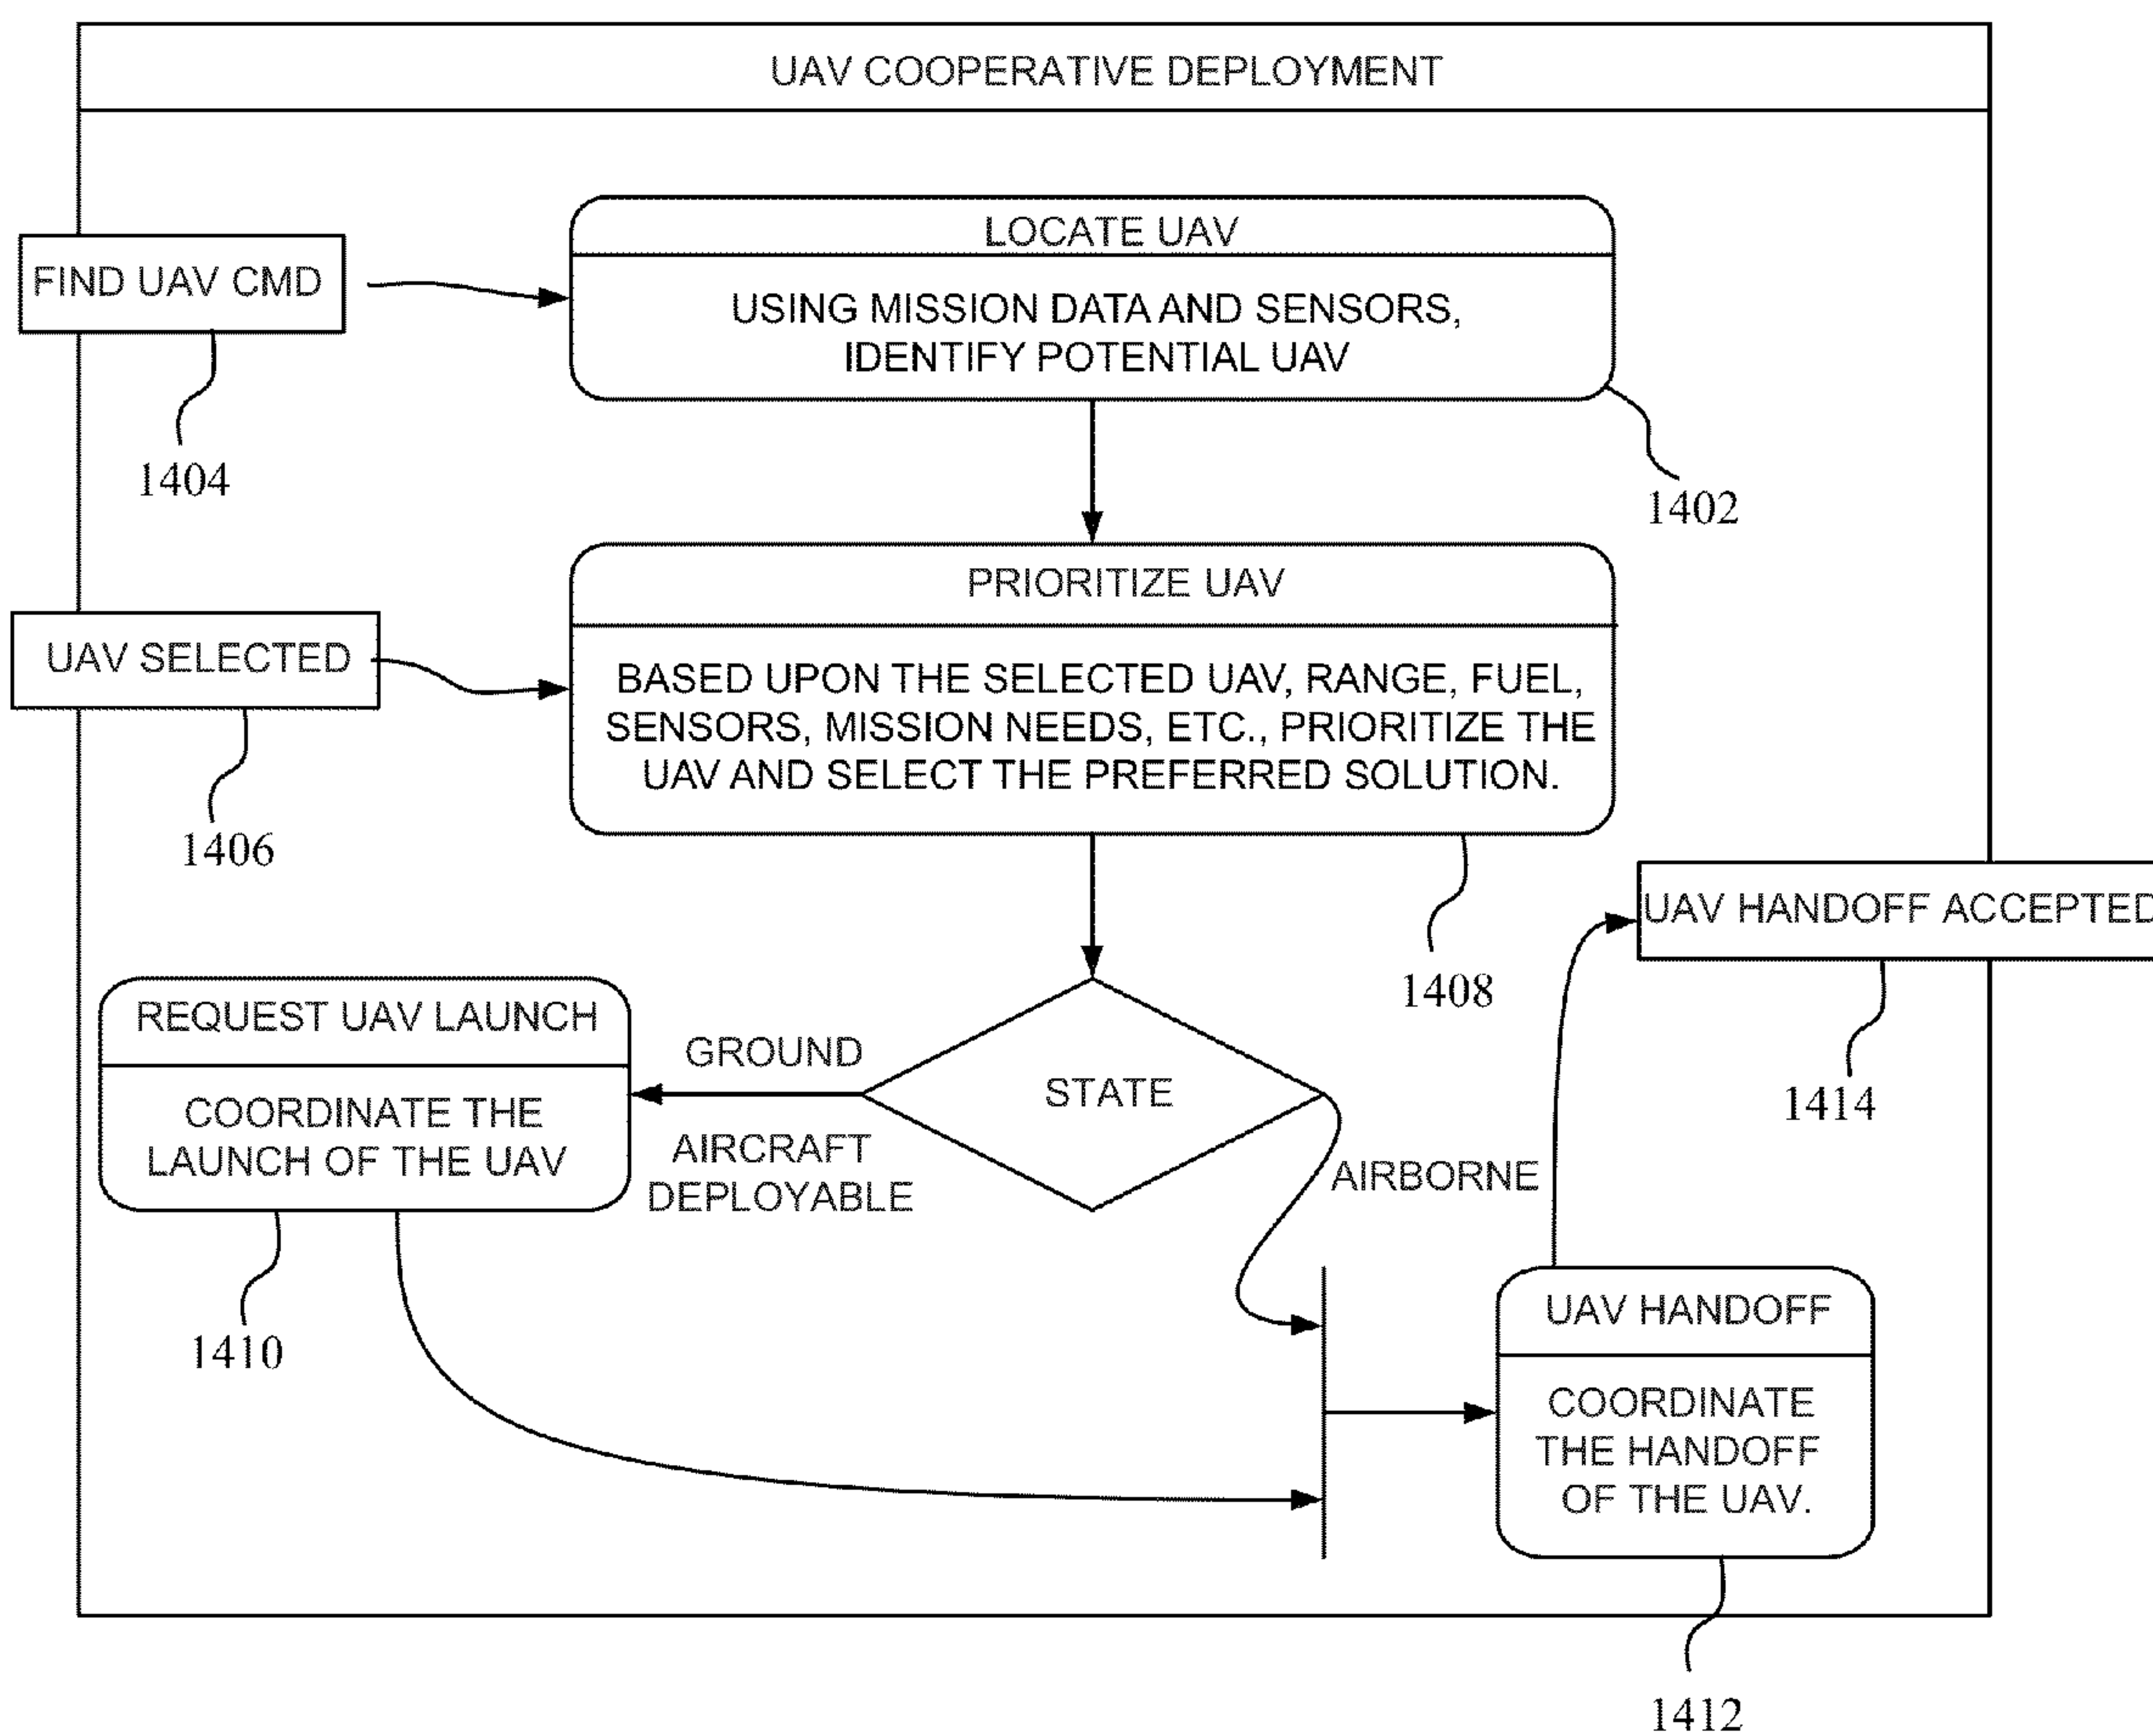 UAV COOPERATIVE DEPLOYMENT
LOCATE UAV
FIND UAV CMD
USING MISSION DATA AND SENSORS,
IDENTIFY POTENTIAL UAV
1404
1402
PRIORITIZE UAV
UAV SELECTED
BASED UPON THE SELECTED UAV, RANGE, FUEL,
SENSORS, MISSION NEEDS, ETC., PRIORITIZE THE
UAV AND SELECT THE PREFERRED SOLUTION.
1406
UAV HANDOFF ACCEPTED
1408
REQUEST UAV LAUNCH
GROUND
STATE
1414
COORDINATE THE
LAUNCH OF THE UAV
AIRCRAFT
DEPLOYABLE
AIRBORNE
1410
UAV HANDOFF
COORDINATE
THE HANDOFF
OF THE UAV.
1412